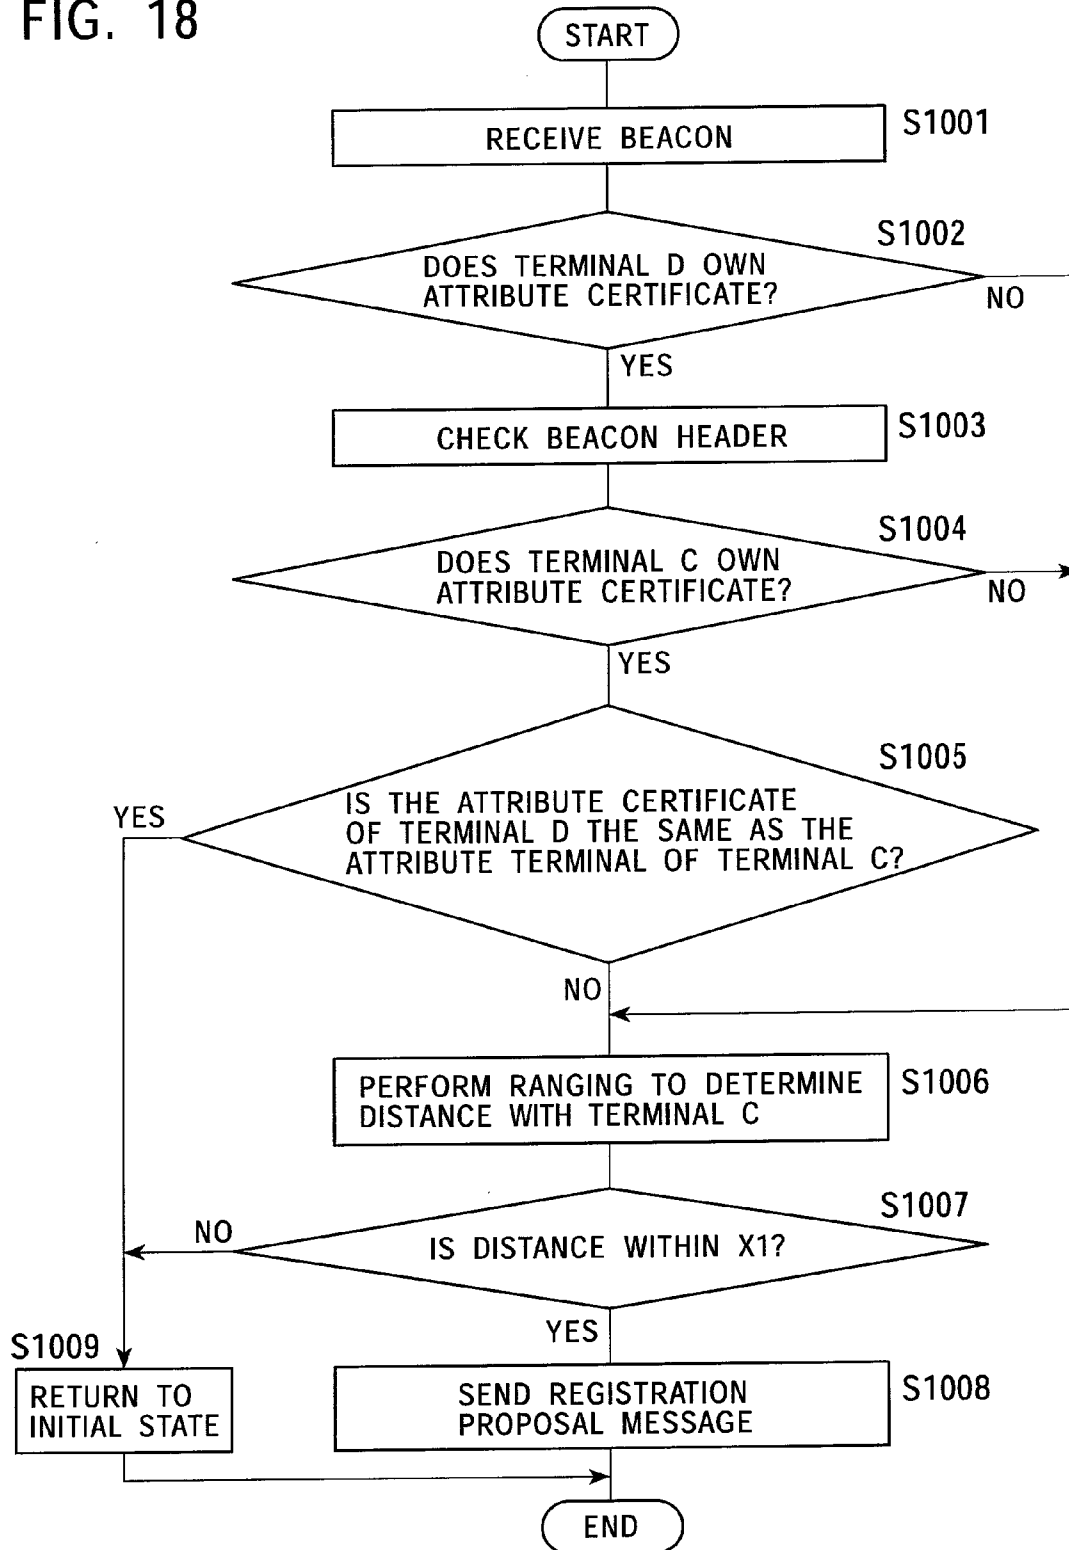 FIG. 18
START
RECEIVE BEACON
S1001
S1002
DOES TERMINAL D OWN
ATTRIBUTE CERTIFICATE?
NO
YES
CHECK BEACON HEADER
S1003
S1004
DOES TERMINAL C OWN
ATTRIBUTE CERTIFICATE?
NO
YES
S1005
YES
IS THE ATTRIBUTE CERTIFICATE
OF TERMINAL D THE SAME AS THE
ATTRIBUTE TERMINAL OF TERMINAL C?
NO
PERFORM RANGING TO DETERMINE
DISTANCE WITH TERMINAL C
S1006
S1007
NO
IS DISTANCE WITHIN X1?
YES
S1009
RETURN TO
INITIAL STATE
SEND REGISTRATION
PROPOSAL MESSAGE
S1008
END